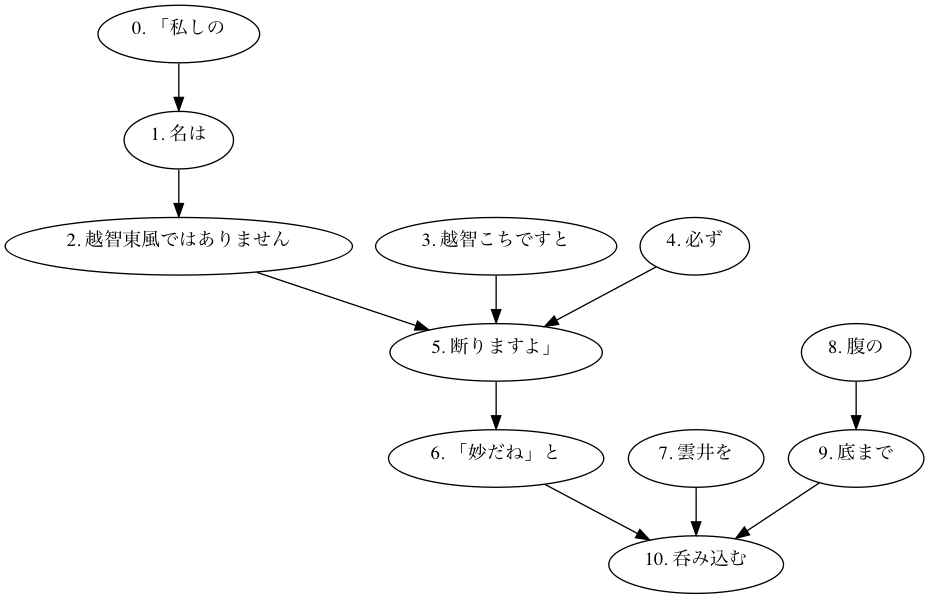 0. 「私しの
1. 名は
2. 越智東風ではありません
3. 越智こちですと
4. 必ず
5. 断りますよ」
8. 腹の
6. 「妙だね」と
7. 雲井を
9. 底まで
10. 呑み込む